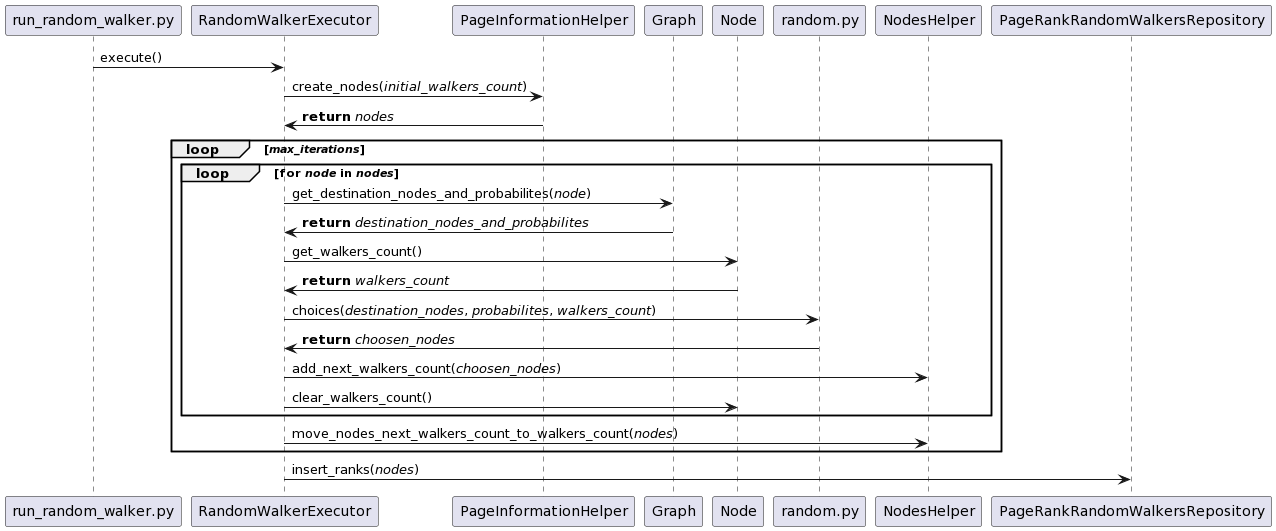 run_random_walker.py RandomWalkerExecutor PageInformationHelper Graph Node random.py NodesHelper PageRankRandomWalkersRepository
execute()
create_nodes(initial_walkers_count)
return nodes
loop [max_iterations]
loop [for node in nodes]
get_destination_nodes_and_probabilites(node)
return destination_nodes_and_probabilites
get_walkers_count()
return walkers_count
choices(destination_nodes, probabilites, walkers_count)
return choosen_nodes
add_next_walkers_count(choosen_nodes)
clear_walkers_count()
move_nodes_next_walkers_count_to_walkers_count(nodes)
insert_ranks(nodes)
run_random_walker.py RandomWalkerExecutor PageInformationHelper Graph Node random.py NodesHelper PageRankRandomWalkersRepository